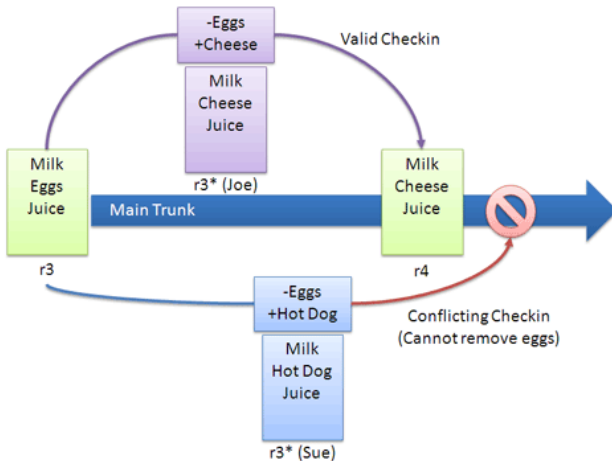 -Eggs
+Cheese
Valid Checkin
Milk
Cheese
Juice
r3* (Joe)
Milk
Eggs
Juice
r3
Main Trunk
Milk
Cheese
Juice
r4
-Eggs
+Hot Dog
Conflicting Checkin
(Cannot remove eggs)
Milk
Hot Dog
Juice
r3* (Sue)